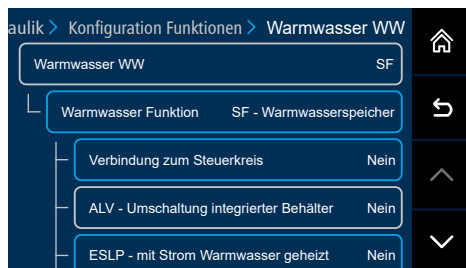 aulik > Konfiguration Funktionen > Warmwasser WW
Warmwasser WW SF
Warmwasser Funktion SF - Warmwasserspeicher
Verbindung zum Steuerkreis Nein
ALV - Umschaltung integrierter Behälter Nein
ESLP - mit Strom Warmwasser geheizt Nein